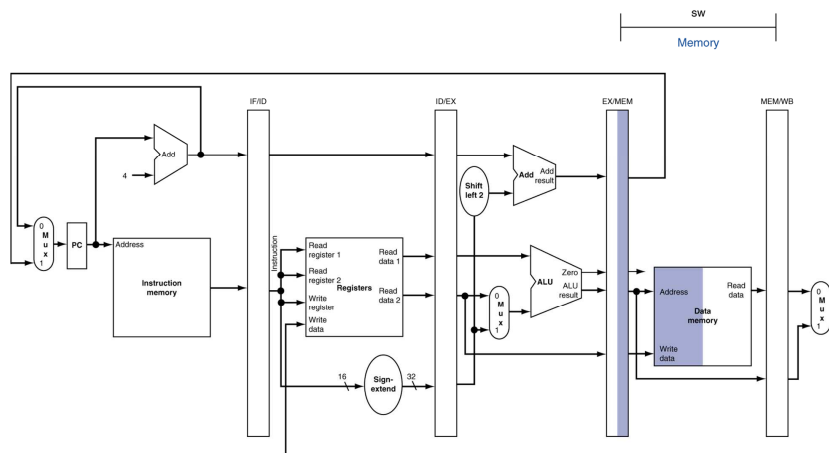 SW
Memory
IF/ID
ID/EX
EX/MEM
MEM/WB
Add
4
Shift
left 2
Add
Add
result
0
M
u
x
1
PC
Address
Instruction
memory
Instruction
Read
register 1
Read
register 2
Write
register
Write
data
Registers
Read
data 1
Read
data 2
0
M
u
x
1
Zero
ALU
ALU
result
Address
Write
data
Read
data
Data
memory
0
M
u
x
1
16
Sign-
extend
32